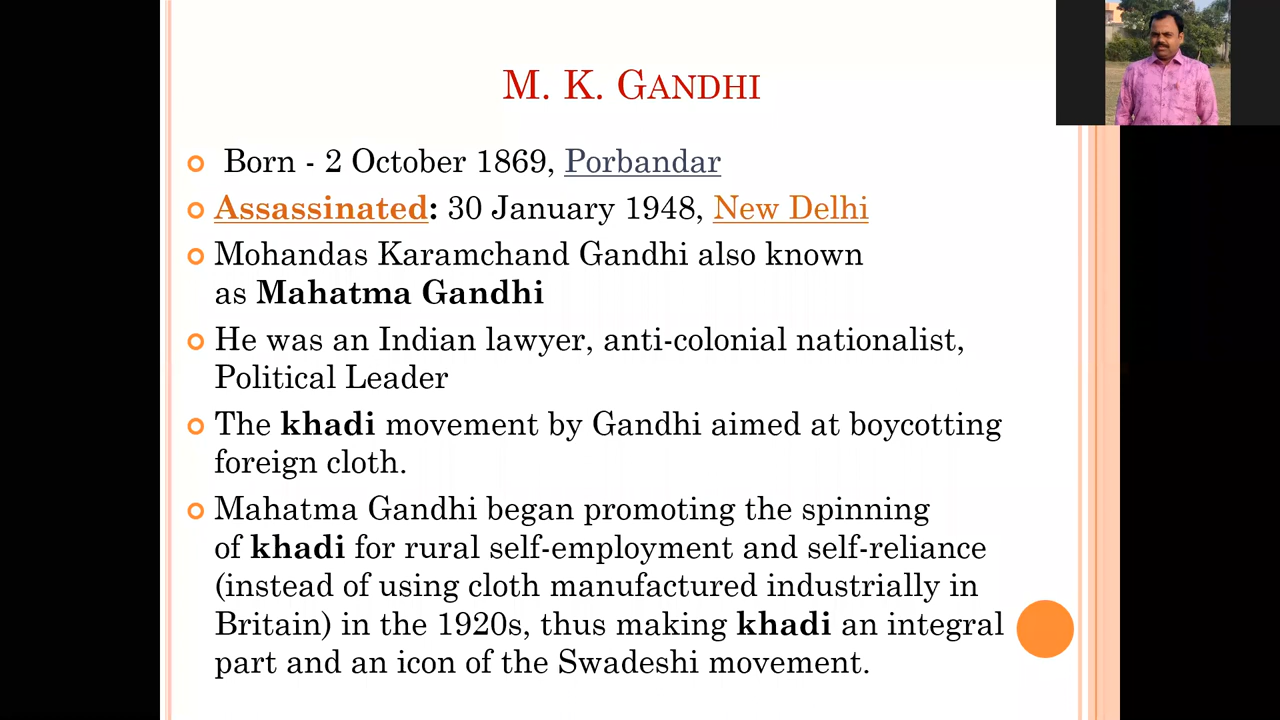 M. K. GANDHI
Born - 2 October 1869, Porbandar
Assassinated: 30 January 1948, New Delhi
Mohandas Karamchand Gandhi also known
as Mahatma Gandhi
He was an Indian lawyer, anti-colonial nationalist,
Political Leader
The khadi movement by Gandhi aimed at boycotting
foreign cloth.
Mahatma Gandhi began promoting the spinning
of khadi for rural self-employment and self-reliance
(instead of using cloth manufactured industrially in
Britain) in the 1920s, thus making khadi an integral
part and an icon of the Swadeshi movement.